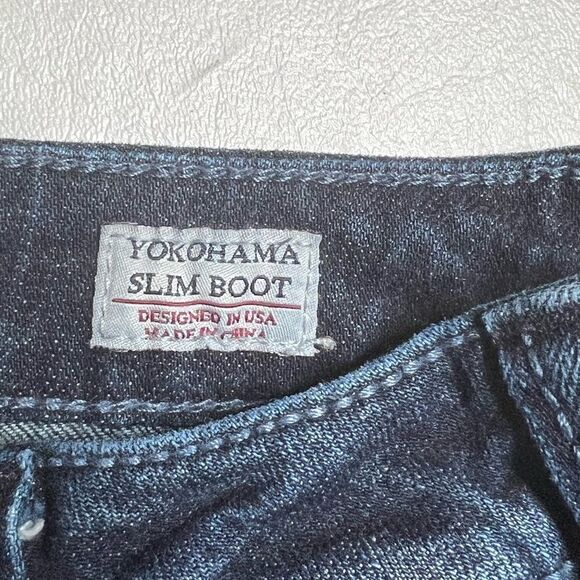 YOKOHAMA
SLIM BOOT
DESIGNED IN USA
MADE IN CHINA